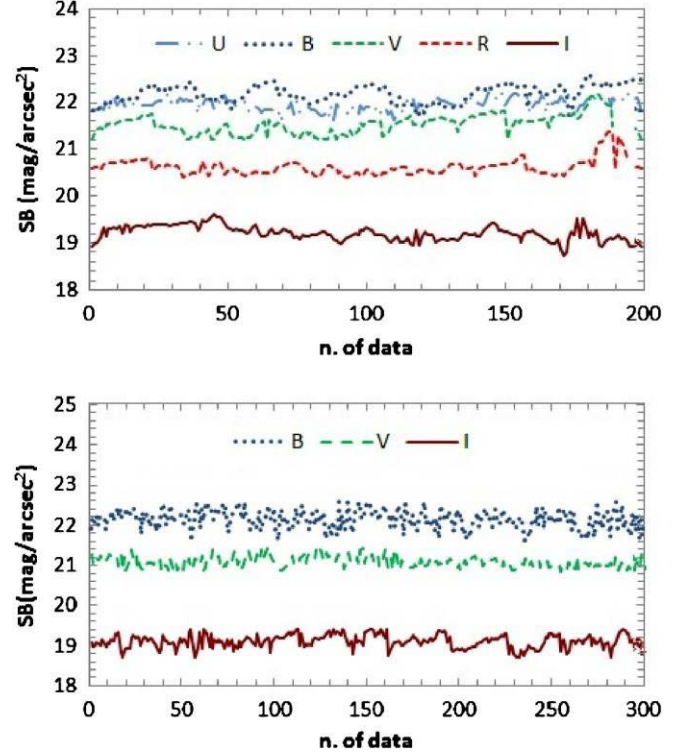 24
23
22
21
20
19
18
SB (mag/arcsec²)
U B V R I
0 50 100 150 200
n. of data
25
24
23
22
21
20
19
18
SB(mag/arcsec²)
B V I
0 50 100 150 200 250 300
n. of data